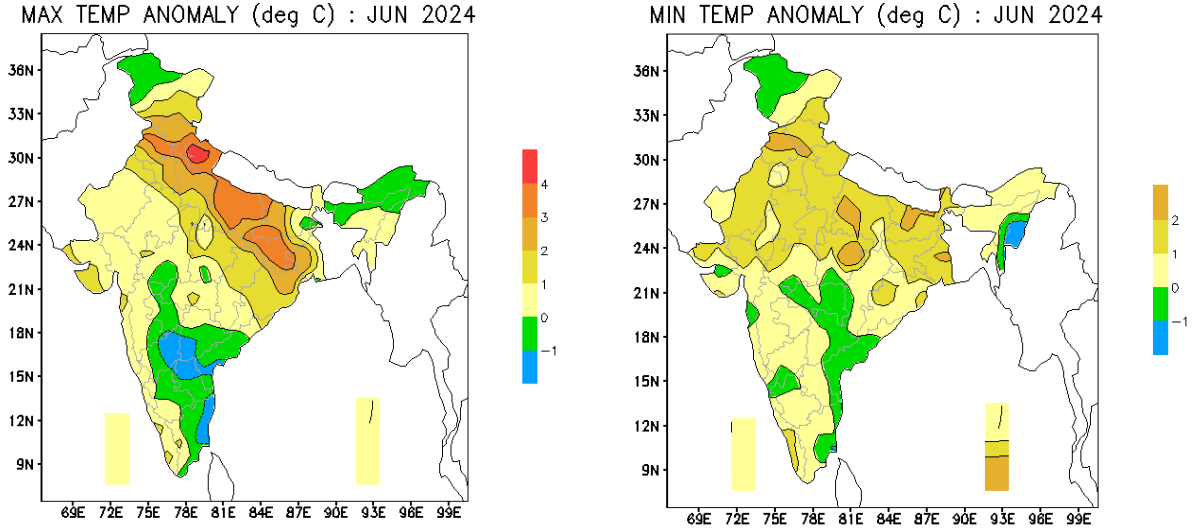 MAX TEMP ANOMALY (deg C) : JUN 2024
36N
33N
30N
27N
24N
21N
18N
15N
12N
9N
69E 72E 75E 78E 81E 84E 87E 90E 93E 96E 99E
4
3
2
1
0
−1
MIN TEMP ANOMALY (deg C) : JUN 2024
36N
33N
30N
27N
24N
21N
18N
15N
12N
9N
69E 72E 75E 78E 81E 84E 87E 90E 93E 96E 99E
2
1
0
−1